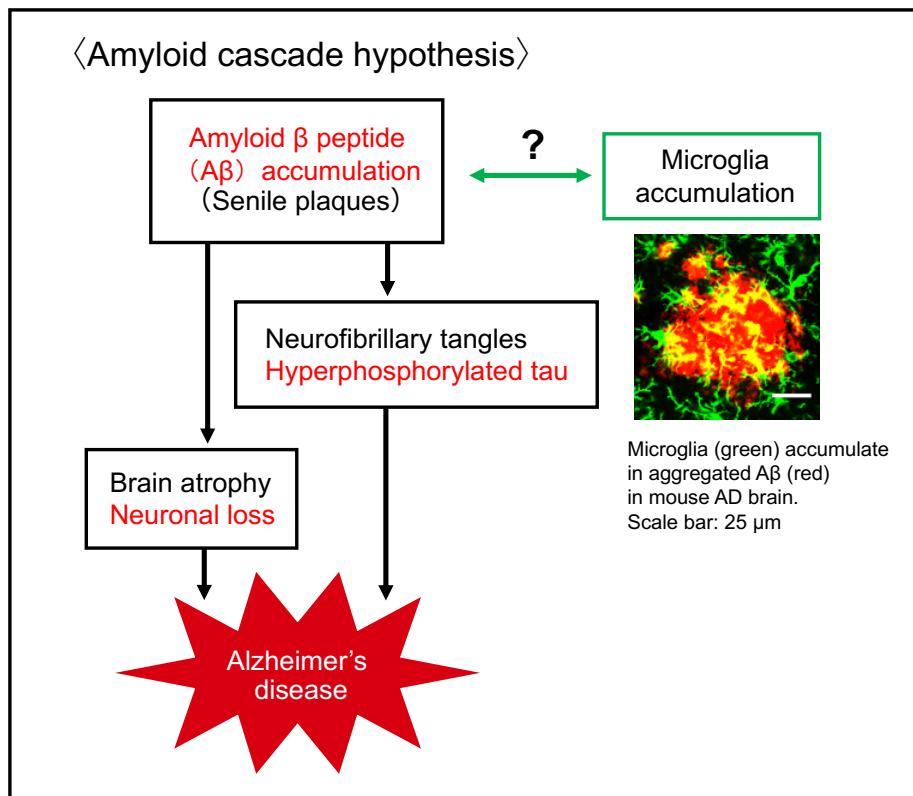 〈Amyloid cascade hypothesis〉
Amyloid β peptide
（Aβ）accumulation
（Senile plaques）
?
Microglia
accumulation
Neurofibrillary tangles
Hyperphosphorylated tau
Brain atrophy
Neuronal loss
Microglia (green) accumulate
in aggregated Aβ (red)
in mouse AD brain.
Scale bar: 25 μm
Alzheimer’s
disease